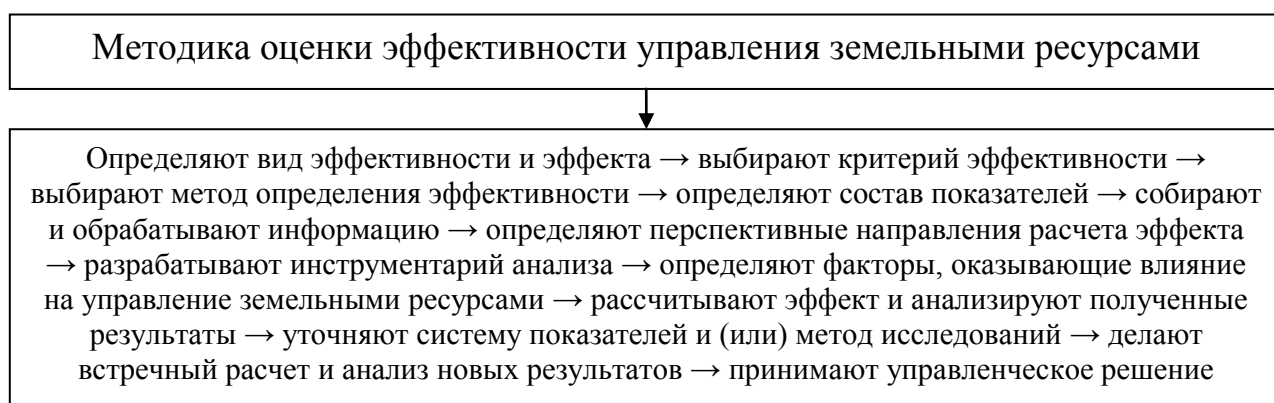 Методика оценки эффективности управления земельными ресурсами
Определяют вид эффективности и эффекта → выбирают критерий эффективности →
выбирают метод определения эффективности → определяют состав показателей → собирают
и обрабатывают информацию → определяют перспективные направления расчета эффекта
→ разрабатывают инструментарий анализа → определяют факторы, оказывающие влияние
на управление земельными ресурсами → рассчитывают эффект и анализируют полученные
результаты → уточняют систему показателей и (или) метод исследований → делают
встречный расчет и анализ новых результатов → принимают управленческое решение